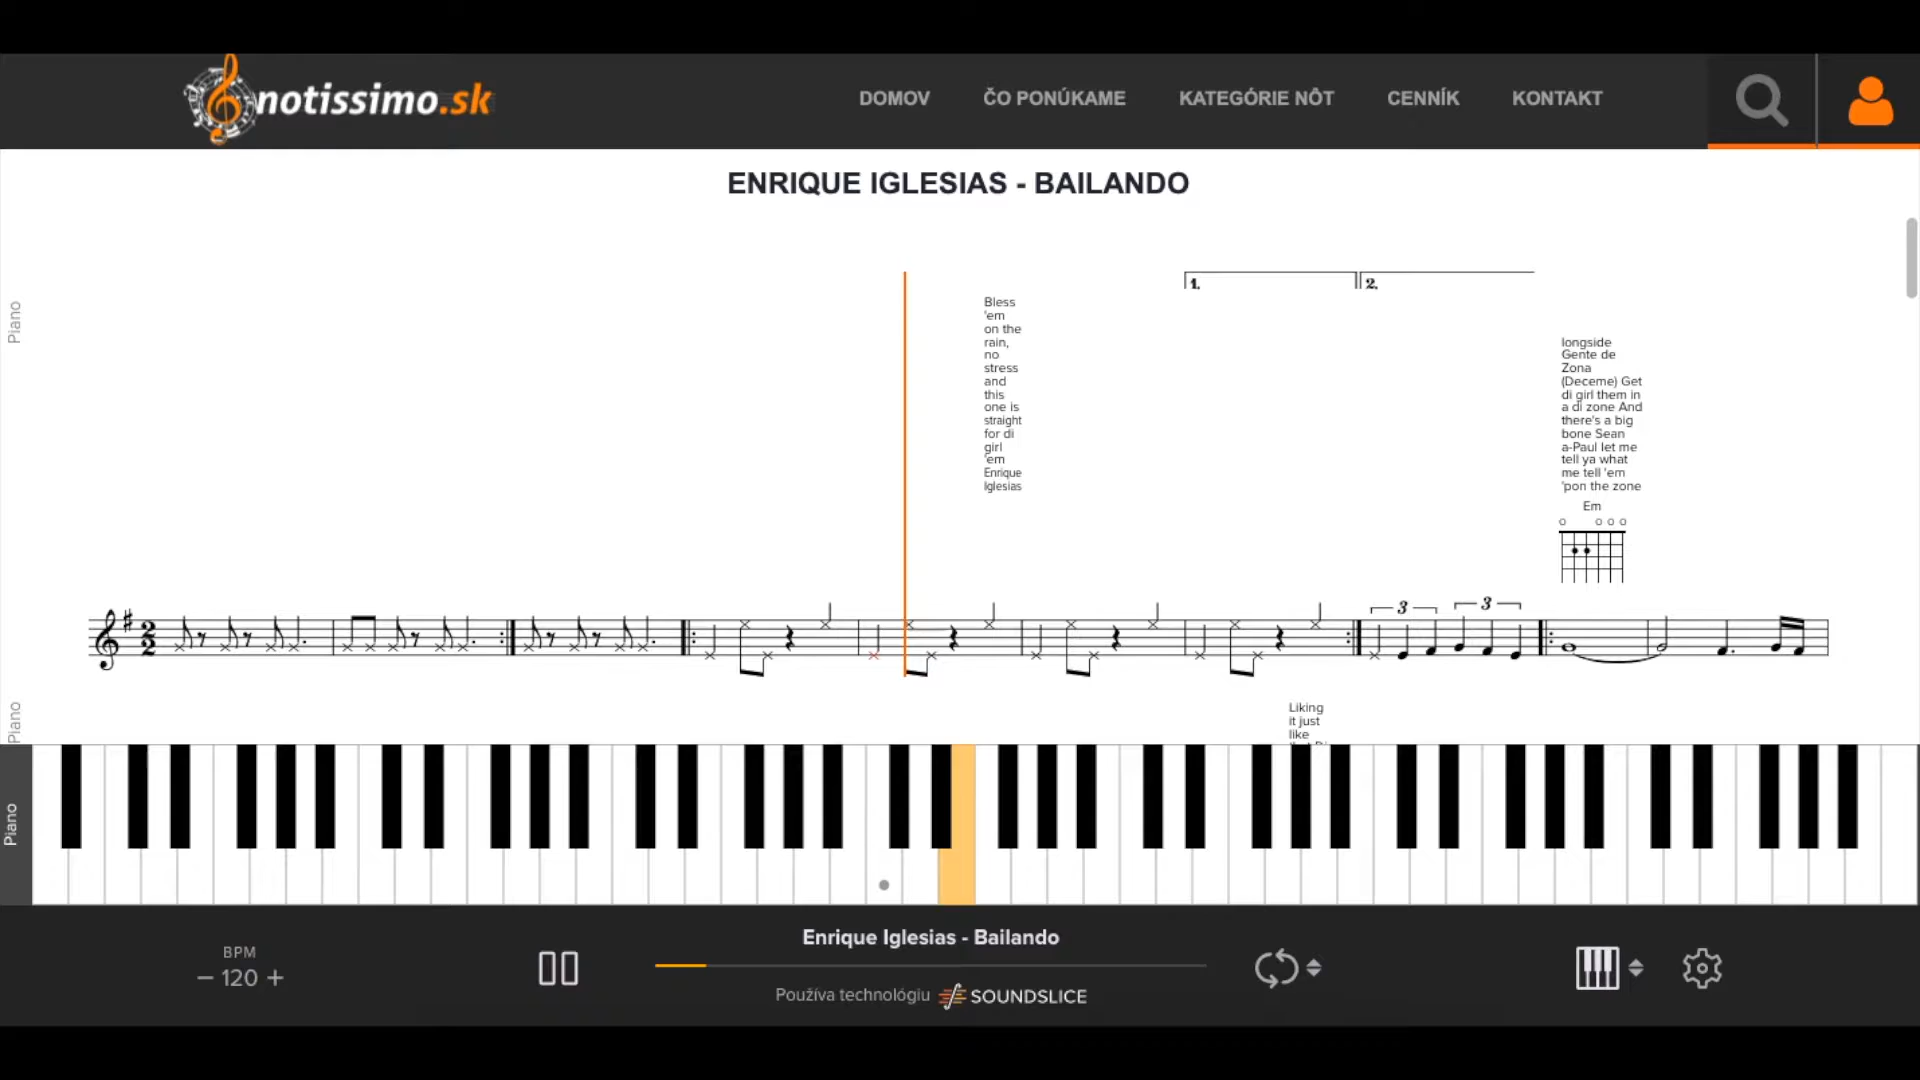 notissimo.sk
DOMOV
ČO PONÚKAME
KATEGÓRIE NÔT
CENNÍK
KONTAKT
ENRIQUE IGLESIAS - BAILANDO
Piano
Bless
'em
on the
rain,
no
stress
and
this
one is
straight
for di
girl
'em
Enrique
Iglesias
1.
2.
longside
Gente de
Zona
(Deceme) Get
di girl them in
a di zone And
there's a big
bone Sean
a-Paul let me
tell ya what
me tell 'em
'pon the zone
Em
2
2
3
3
Piano
Liking
it just
like
Piano
BPM
– 120 +
Enrique Iglesias - Bailando
Používa technológiu SOUNDSLICE